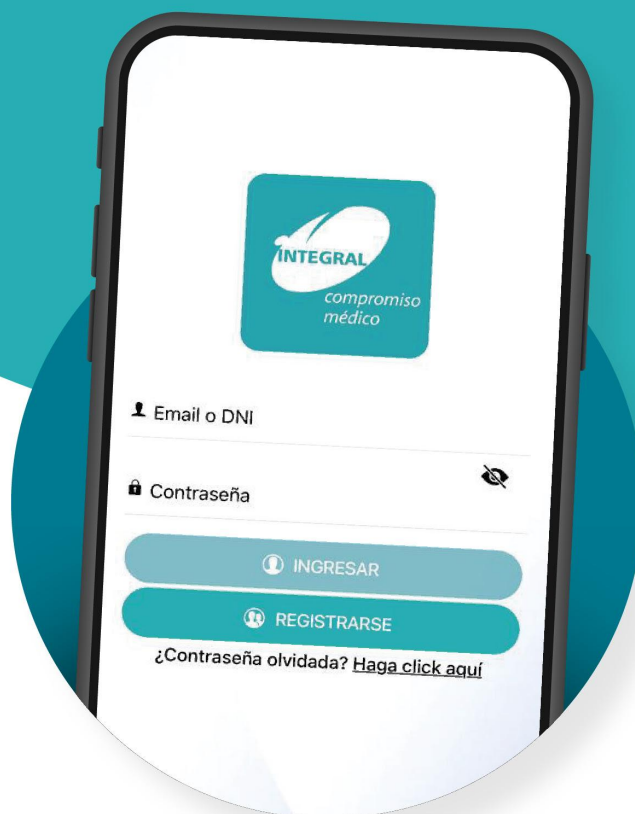 INTEGRAL
compromiso
médico
Email o DNI
Contraseña
INGRESAR
REGISTRARSE
¿Contraseña olvidada? Haga click aquí